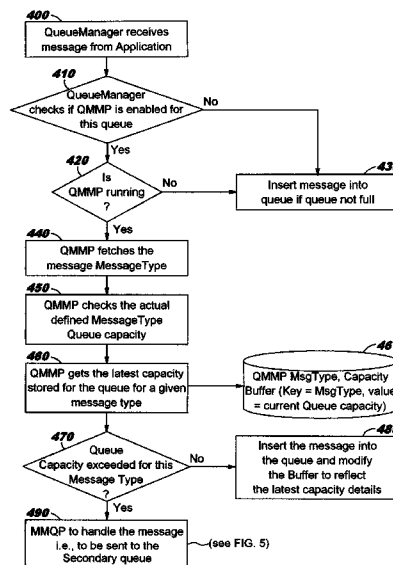 400
QueueManager receives
message from Application
410
QueueManager
checks if QMMP is enabled for
this queue
No
Yes
420
Is
QMMP running
?
No
43
Insert message into
queue if queue not full
Yes
440
QMMP fetches the
message MessageType
450
QMMP checks the actual
defined MessageType
Queue capacity
460
QMMP gets the latest capacity
stored for the queue for a given
message type
46
QMMP MsgType, Capacity
Buffer (Key = MsgType, value
= current Queue capacity)
470
Queue
Capacity exceeded for this
Message Type
?
No
48
Insert the message into
the queue and modify
the Buffer to reflect
the latest capacity details
Yes
490
MMQP to handle the message
i.e., to be sent to the
Secondary queue
(see FIG. 5)